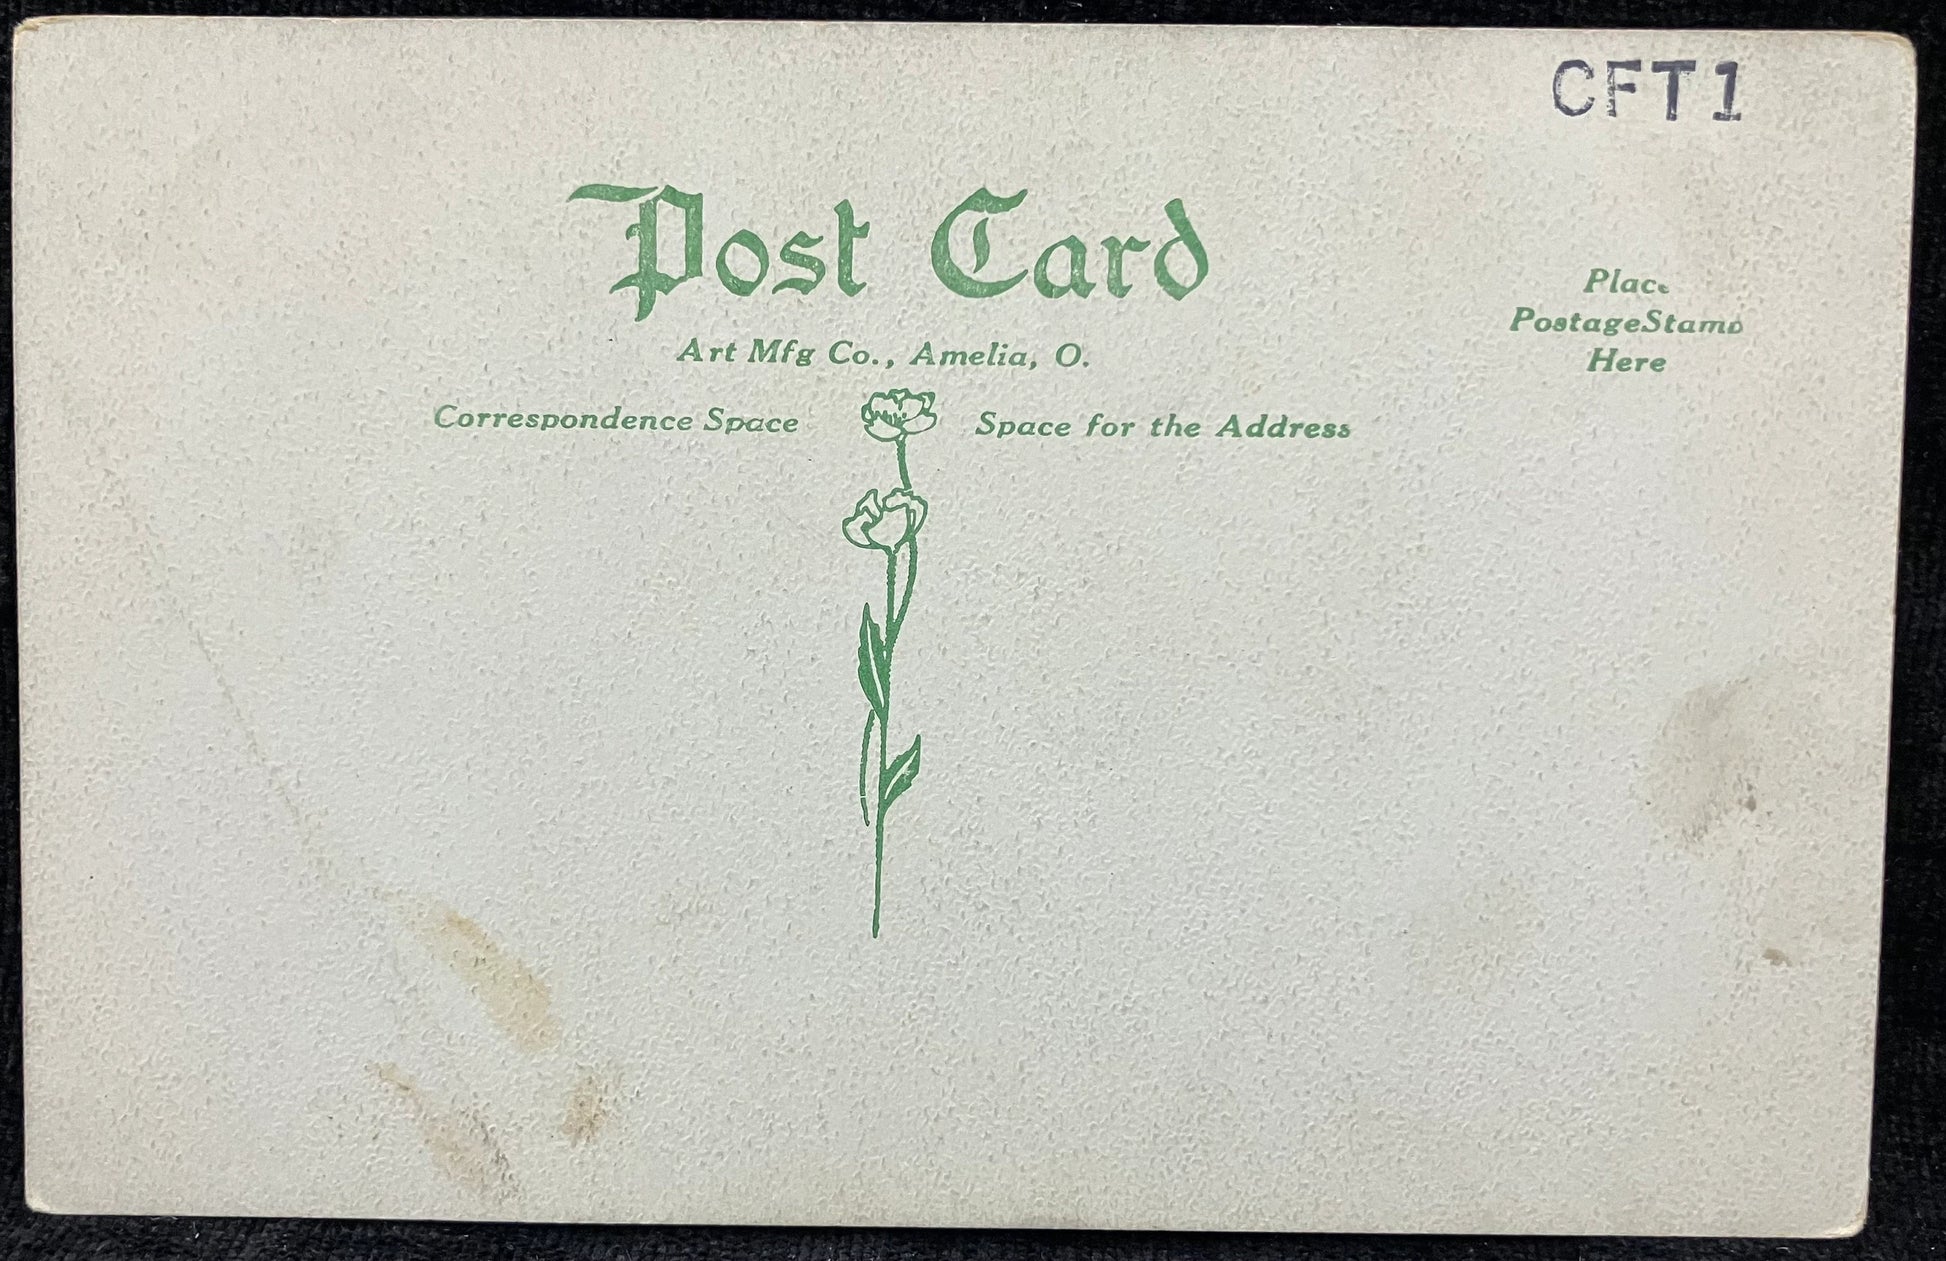 CFT1
Post Card
Art Mfg Co., Amelia, O.
Place
PostageStamp
Here
Correspondence Space
Space for the Address